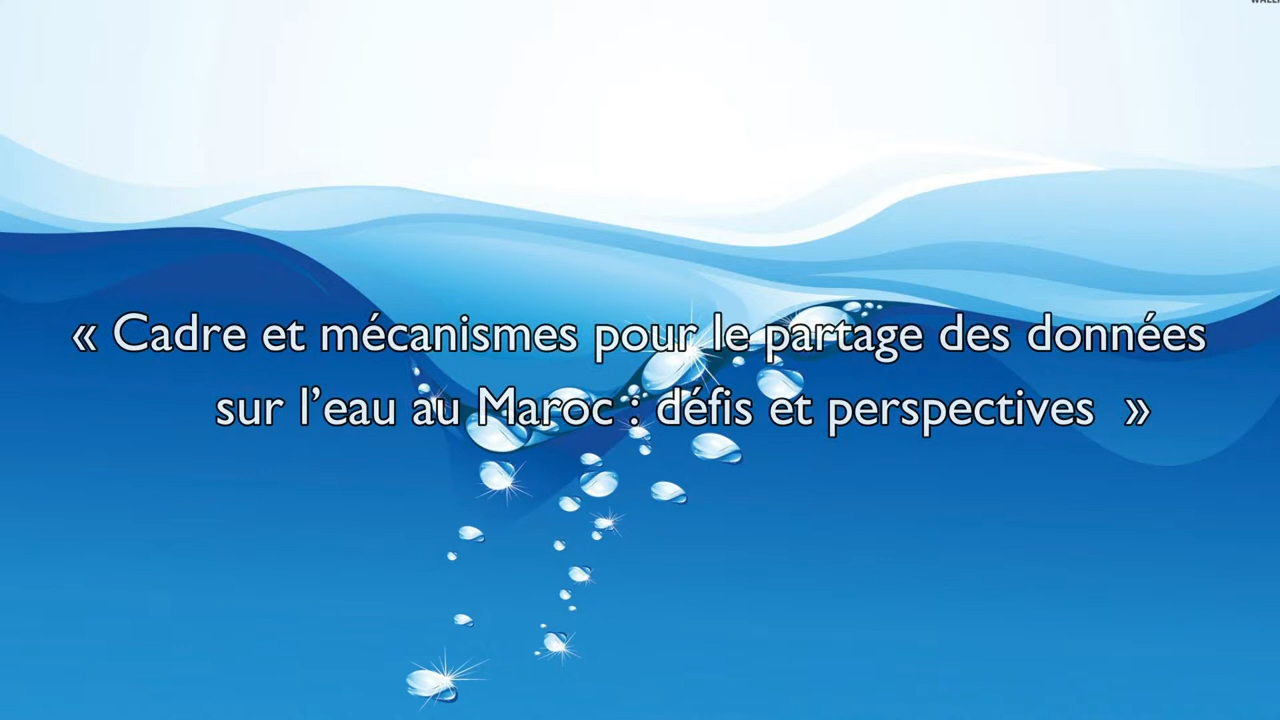 « Cadre et mécanismes pour le partage des données
sur l’eau au Maroc : défis et perspectives »